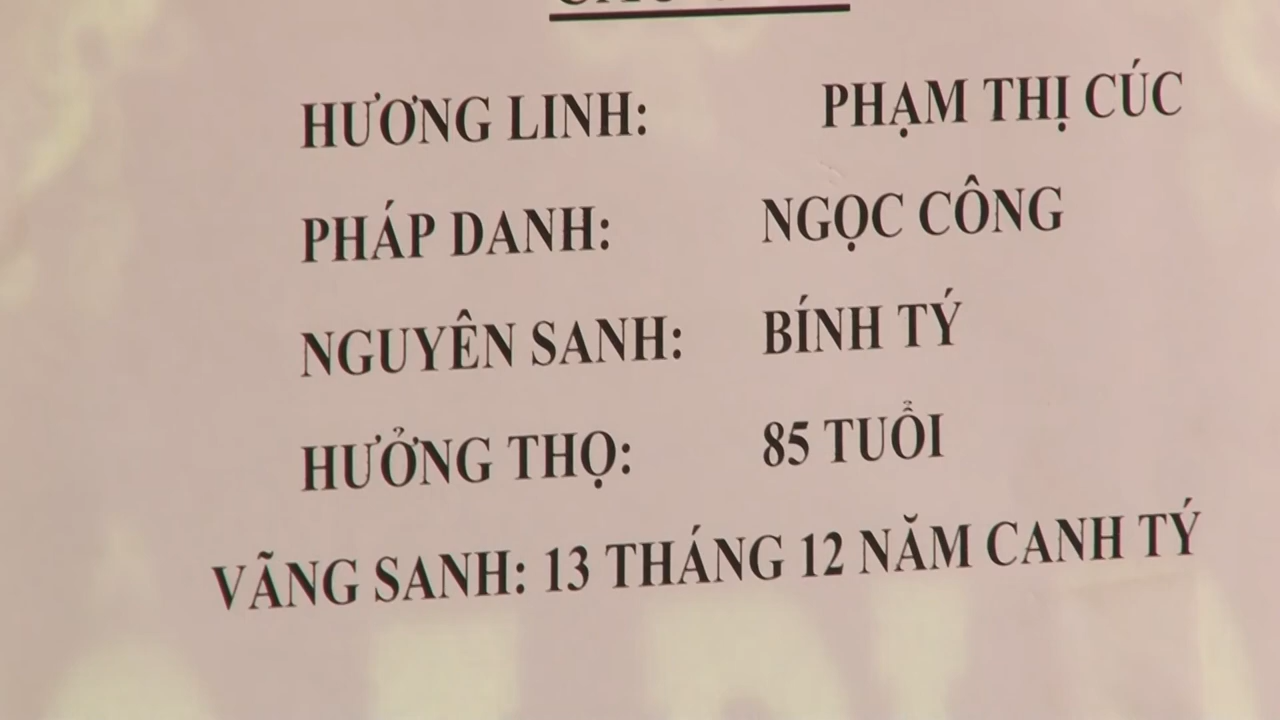 HƯƠNG LINH: PHẠM THỊ CÚC
PHÁP DANH: NGỌC CÔNG
NGUYÊN SANH: BÍNH TÝ
HƯỞNG THỌ: 85 TUỔI
VÃNG SANH: 13 THÁNG 12 NĂM CANH TÝ